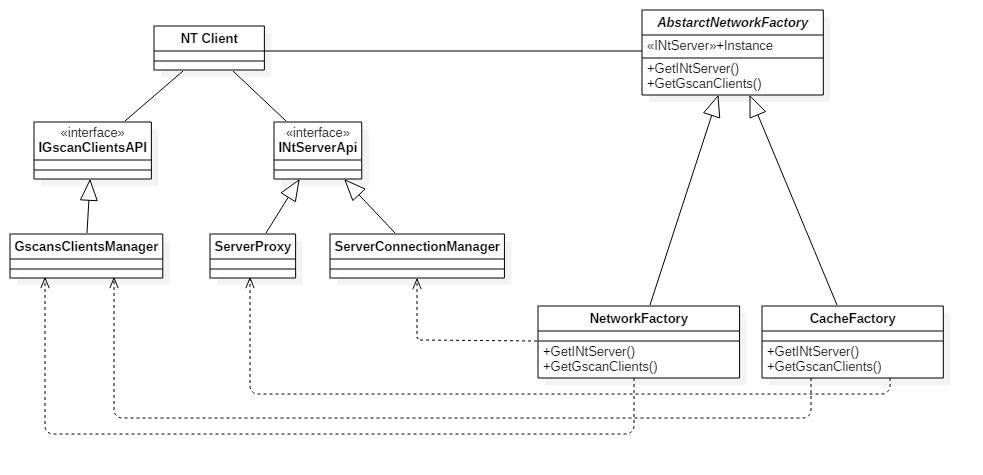 NT Client
AbstarctNetworkFactory
«INtServer»+Instance
+GetINtServer()
+GetGscanClients()
«interface»
IGscanClientsAPI
«interface»
INtServerApi
GscansClientsManager
ServerProxy
ServerConnectionManager
NetworkFactory
+GetINtServer()
+GetGscanClients()
CacheFactory
+GetINtServer()
+GetGscanClients()